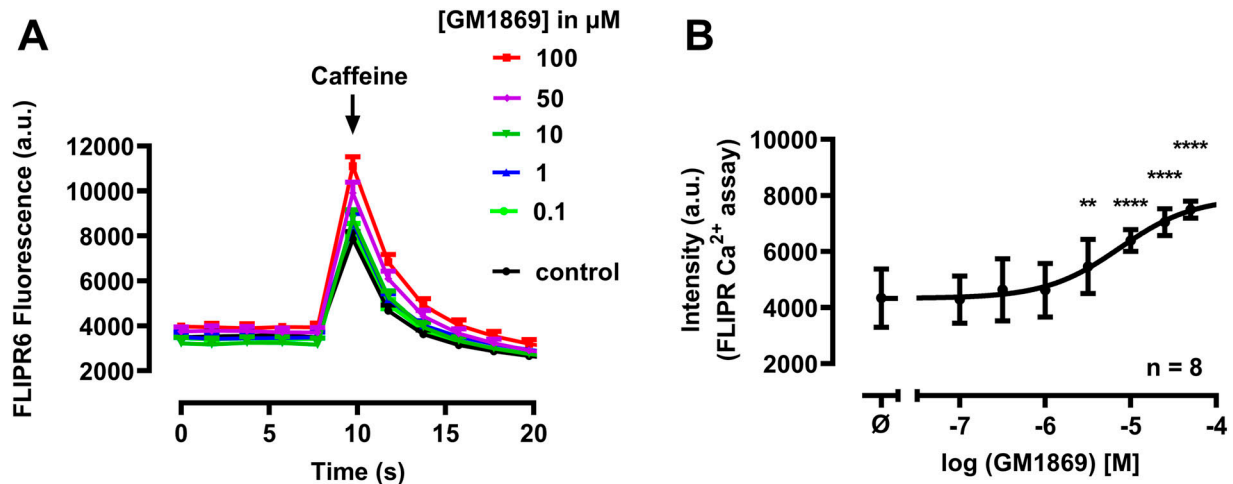 A
[GM1869] in µM
100
50
10
1
0.1
control
Caffeine
FLIPR6 Fluorescence (a.u.)
12000
10000
8000
6000
4000
2000
0 5 10 15 20
Time (s)
B
Intensity (a.u.)
(FLIPR Ca²⁺ assay)
10000
8000
6000
4000
2000
** **** **** ****
n = 8
Ø -7 -6 -5 -4
log (GM1869) [M]